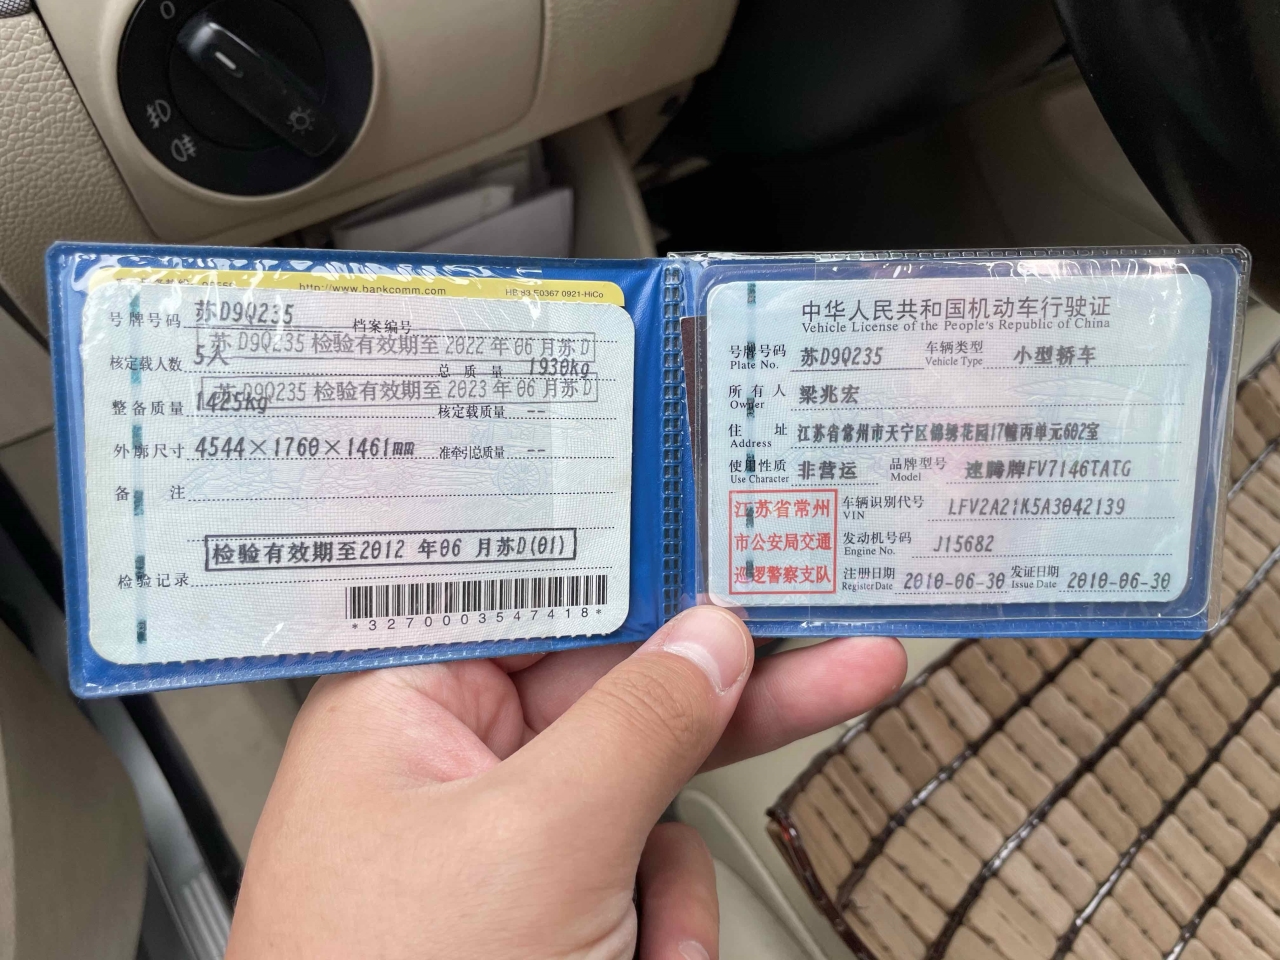 0
http://www.bankcomm.com
HB 83 E0367 0921-HiCo
号牌号码 苏D9Q235 档案编号
苏D9Q235 检验有效期至 2022 年 06 月苏D
核定载人数 5人 总质量 1930kg
苏D9Q235 检验有效期至 2023 年 06 月苏D
整备质量 1425kg 核定载质量 --
外廓尺寸 4544×1760×1461mm 准牵引总质量 --
备注
检验有效期至2012 年06 月苏D(01)
检验记录
*3270003547418*
中华人民共和国机动车行驶证
Vehicle License of the People's Republic of China
号牌号码 苏D9Q235 车辆类型 小型轿车
Plate No. Vehicle Type
所有人 梁兆宏
Owner
住址 江苏省常州市天宁区锦绣花园17幢丙单元602室
Address
使用性质 非营运 品牌型号 速腾牌FV7146TATG
Use Character Model
江苏省常州
市公安局交通
巡逻警察支队
车辆识别代号 LFV2A21K5A3042139
VIN
发动机号码 J15682
Engine No.
注册日期 2010-06-30 发证日期 2010-06-30
Register Date Issue Date